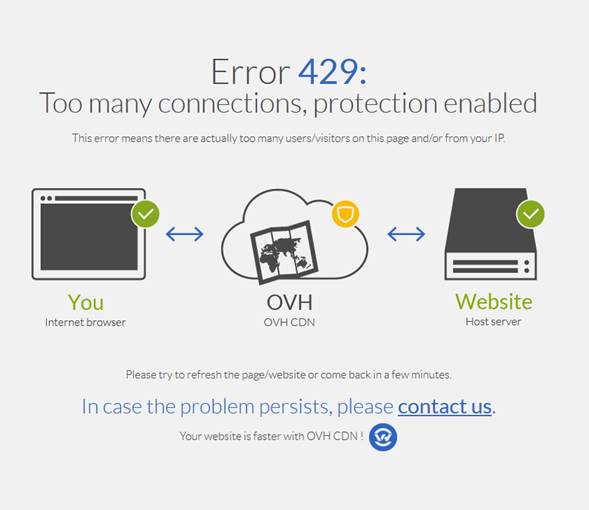 Error 429:
Too many connections, protection enabled
This error means there are actually too many users/visitors on this page and/or from your IP.
You
Internet browser
OVH
OVH CDN
Website
Host server
Please try to refresh the page/website or come back in a few minutes.
In case the problem persists, please contact us.
Your website is faster with OVH CDN !